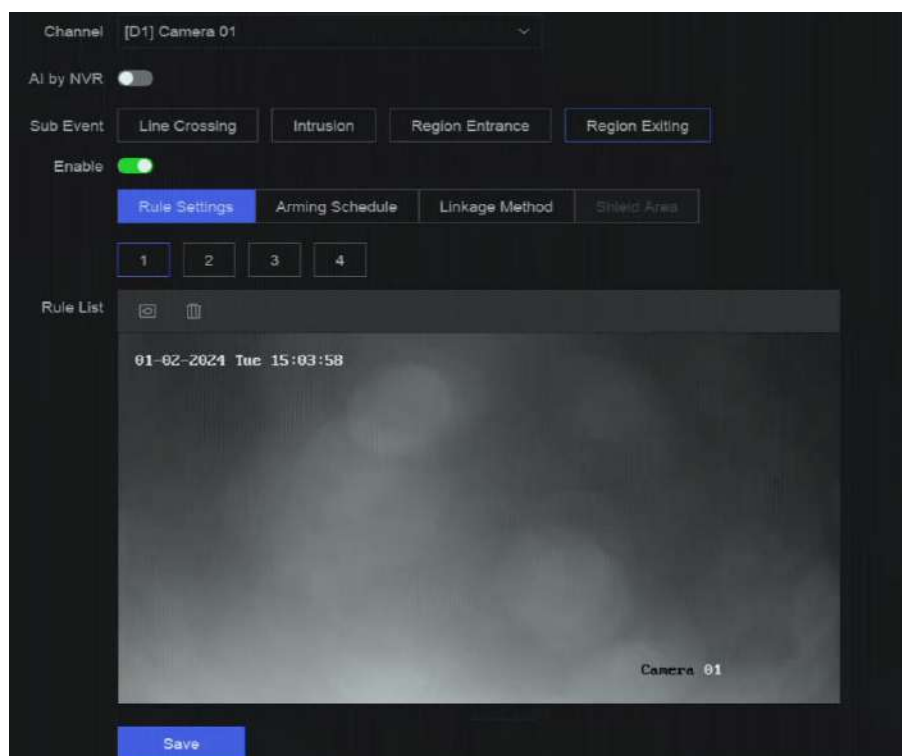 Channel [D1] Camera 01
AI by NVR
Sub Event Line Crossing Intrusion Region Entrance Region Exiting
Enable
Rule Settings Arming Schedule Linkage Method Shield Area
1 2 3 4
Rule List
01-02-2024 Tue 15:03:58
Camera 01
Save